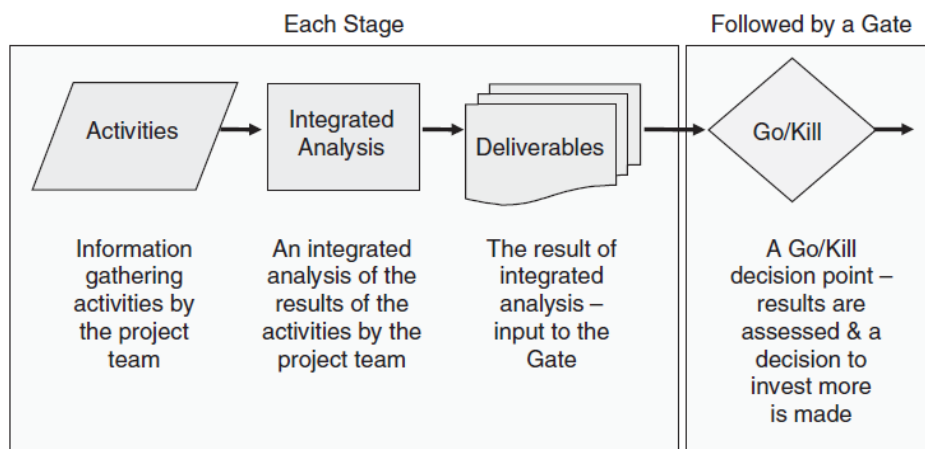 Each Stage
Followed by a Gate
Activities
Integrated
Analysis
Deliverables
Go/Kill
Information
gathering
activities by
the project
team
An integrated
analysis of the
results of the
activities by the
project team
The result of
integrated
analysis –
input to the
Gate
A Go/Kill
decision point –
results are
assessed & a
decision to
invest more
is made